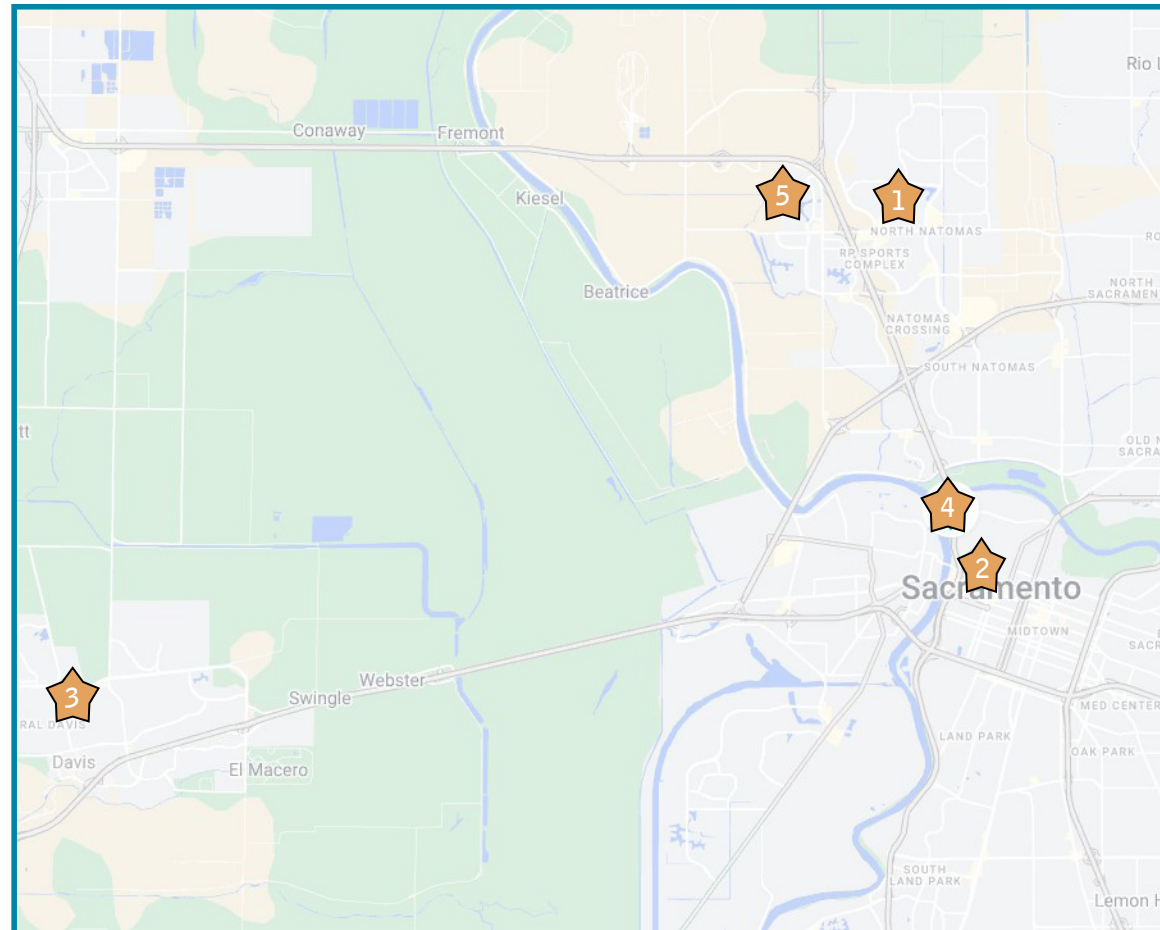 Rio L
Conaway
Fremont
5
1
Kiesel
NORTH NATOMAS
RO
RP SPORTS
COMPLEX
NORTH
SACRAMEN
Beatrice
NATOMAS
CROSSING
SOUTH NATOMAS
tt
OLD N
SACRA
4
2
Sacramento
MIDTOWN
E
SACR
Webster
3
Swingle
RAL DAVIS
MED CENTER
LAND PARK
OAK PARK
Davis
El Macero
SOUTH
LAND PARK
Lemon H